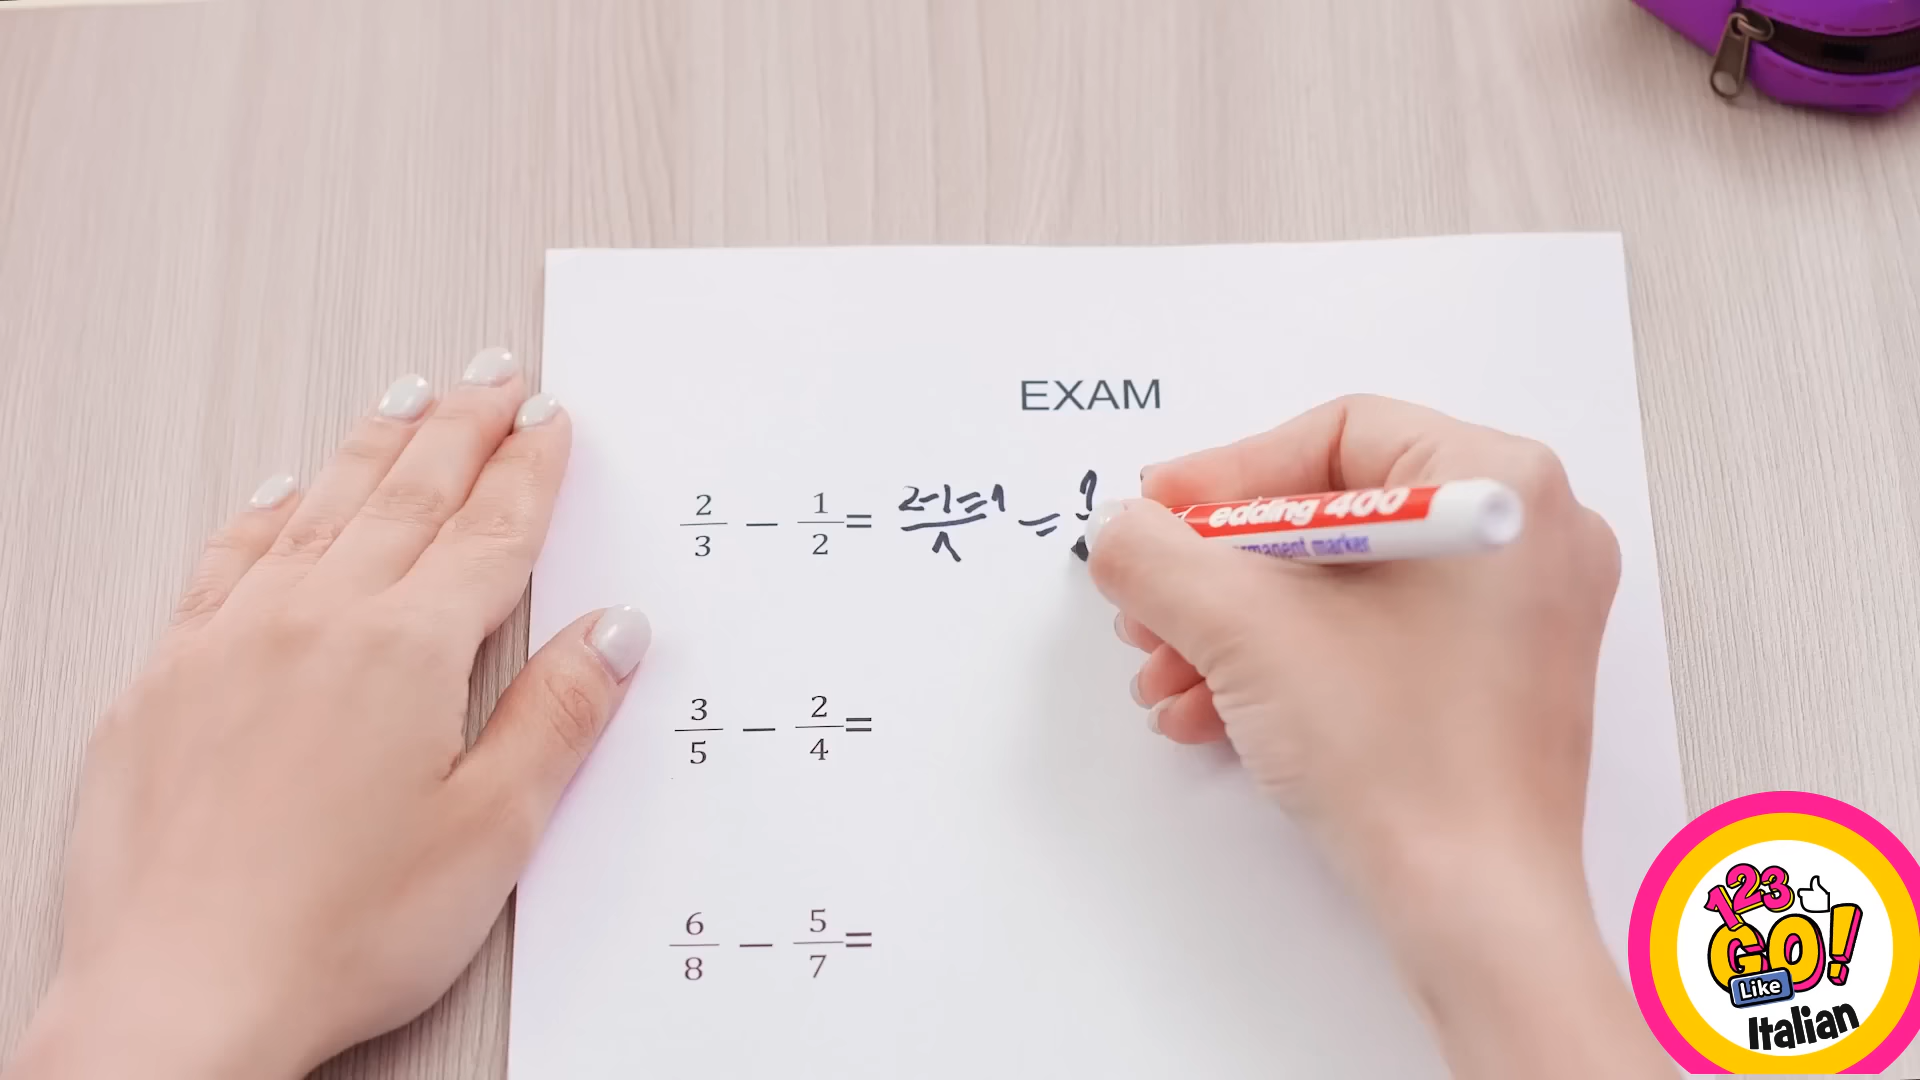 EXAM
2/3 − 1/2 = 2-1=1/1 = 1
edding 400
permanent marker
3/5 − 2/4 =
6/8 − 5/7 =
123
GO!
Like
Italian